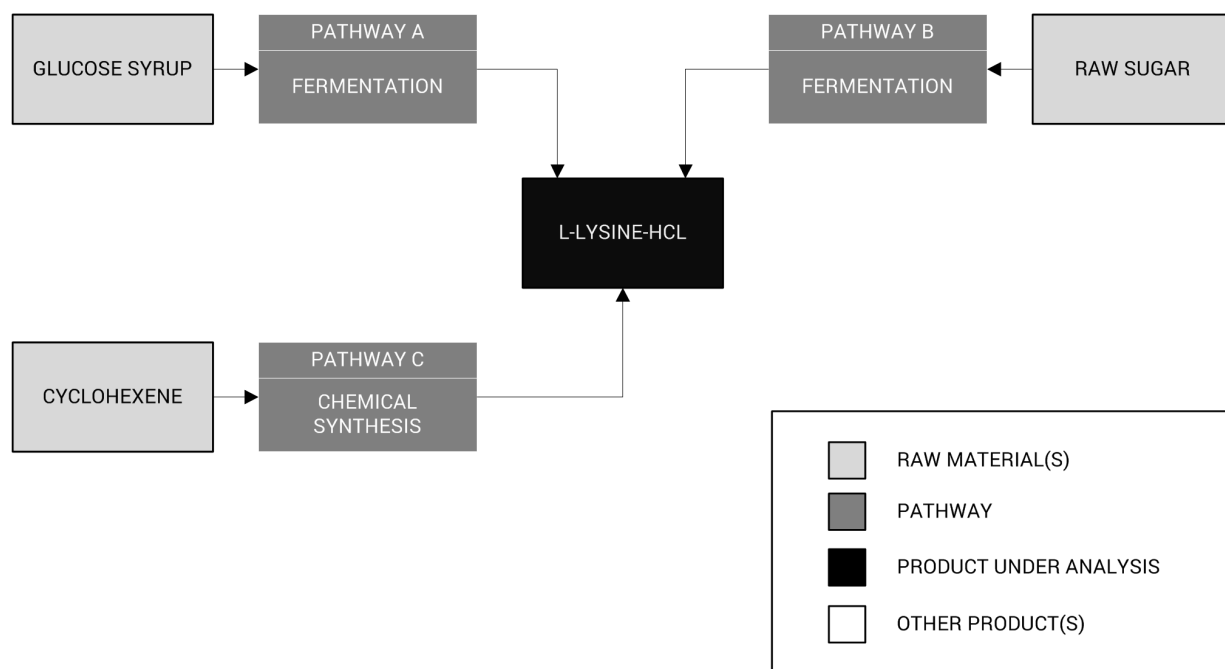 PATHWAY A
GLUCOSE SYRUP
FERMENTATION
PATHWAY B
FERMENTATION
RAW SUGAR
L-LYSINE-HCL
PATHWAY C
CYCLOHEXENE
CHEMICAL
SYNTHESIS
RAW MATERIAL(S)
PATHWAY
PRODUCT UNDER ANALYSIS
OTHER PRODUCT(S)